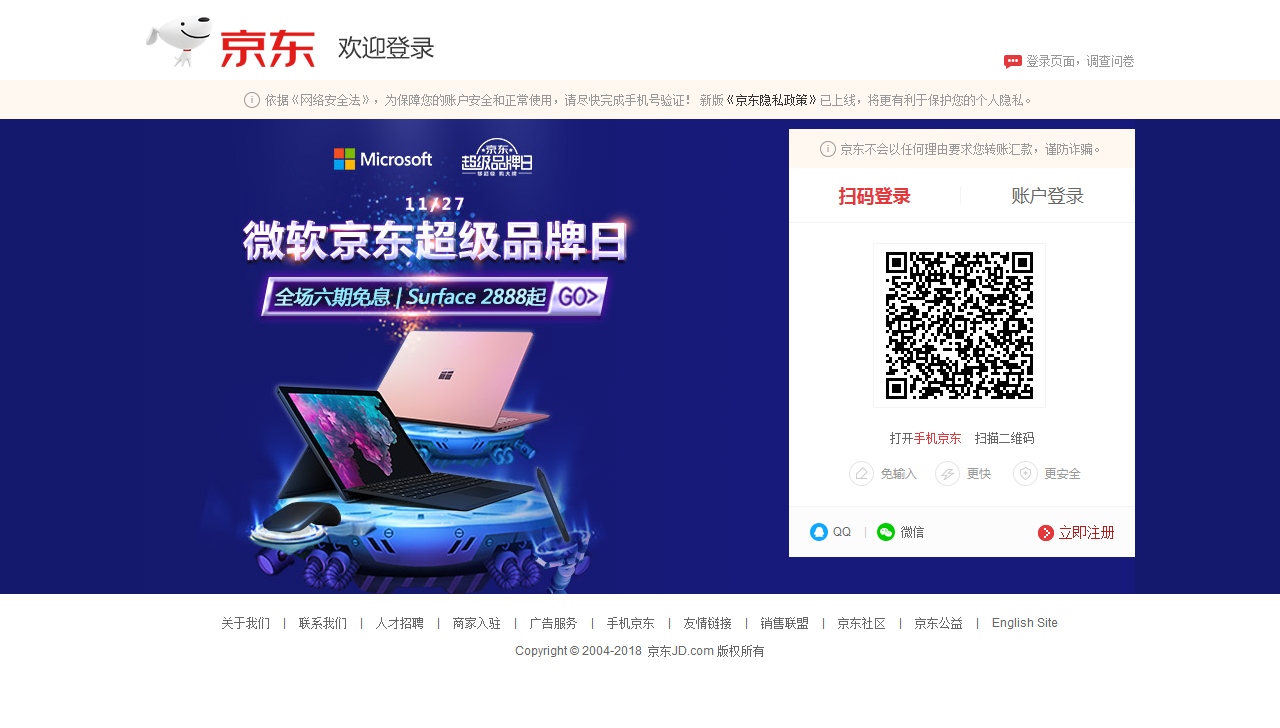 京东 欢迎登录
登录页面，调查问卷
依据《网络安全法》，为保障您的账户安全和正常使用，请尽快完成手机号验证！ 新版《京东隐私政策》已上线，将更有利于保护您的个人隐私。
Microsoft
京东
超级品牌日
11/27
微软京东超级品牌日
全场六期免息 | Surface 2888起 GO>
京东不会以任何理由要求您转账汇款，谨防诈骗。
扫码登录 账户登录
打开手机京东 扫描二维码
免输入 更快 更安全
QQ | 微信 立即注册
关于我们 | 联系我们 | 人才招聘 | 商家入驻 | 广告服务 | 手机京东 | 友情链接 | 销售联盟 | 京东社区 | 京东公益 | English Site
Copyright © 2004-2018 京东JD.com 版权所有